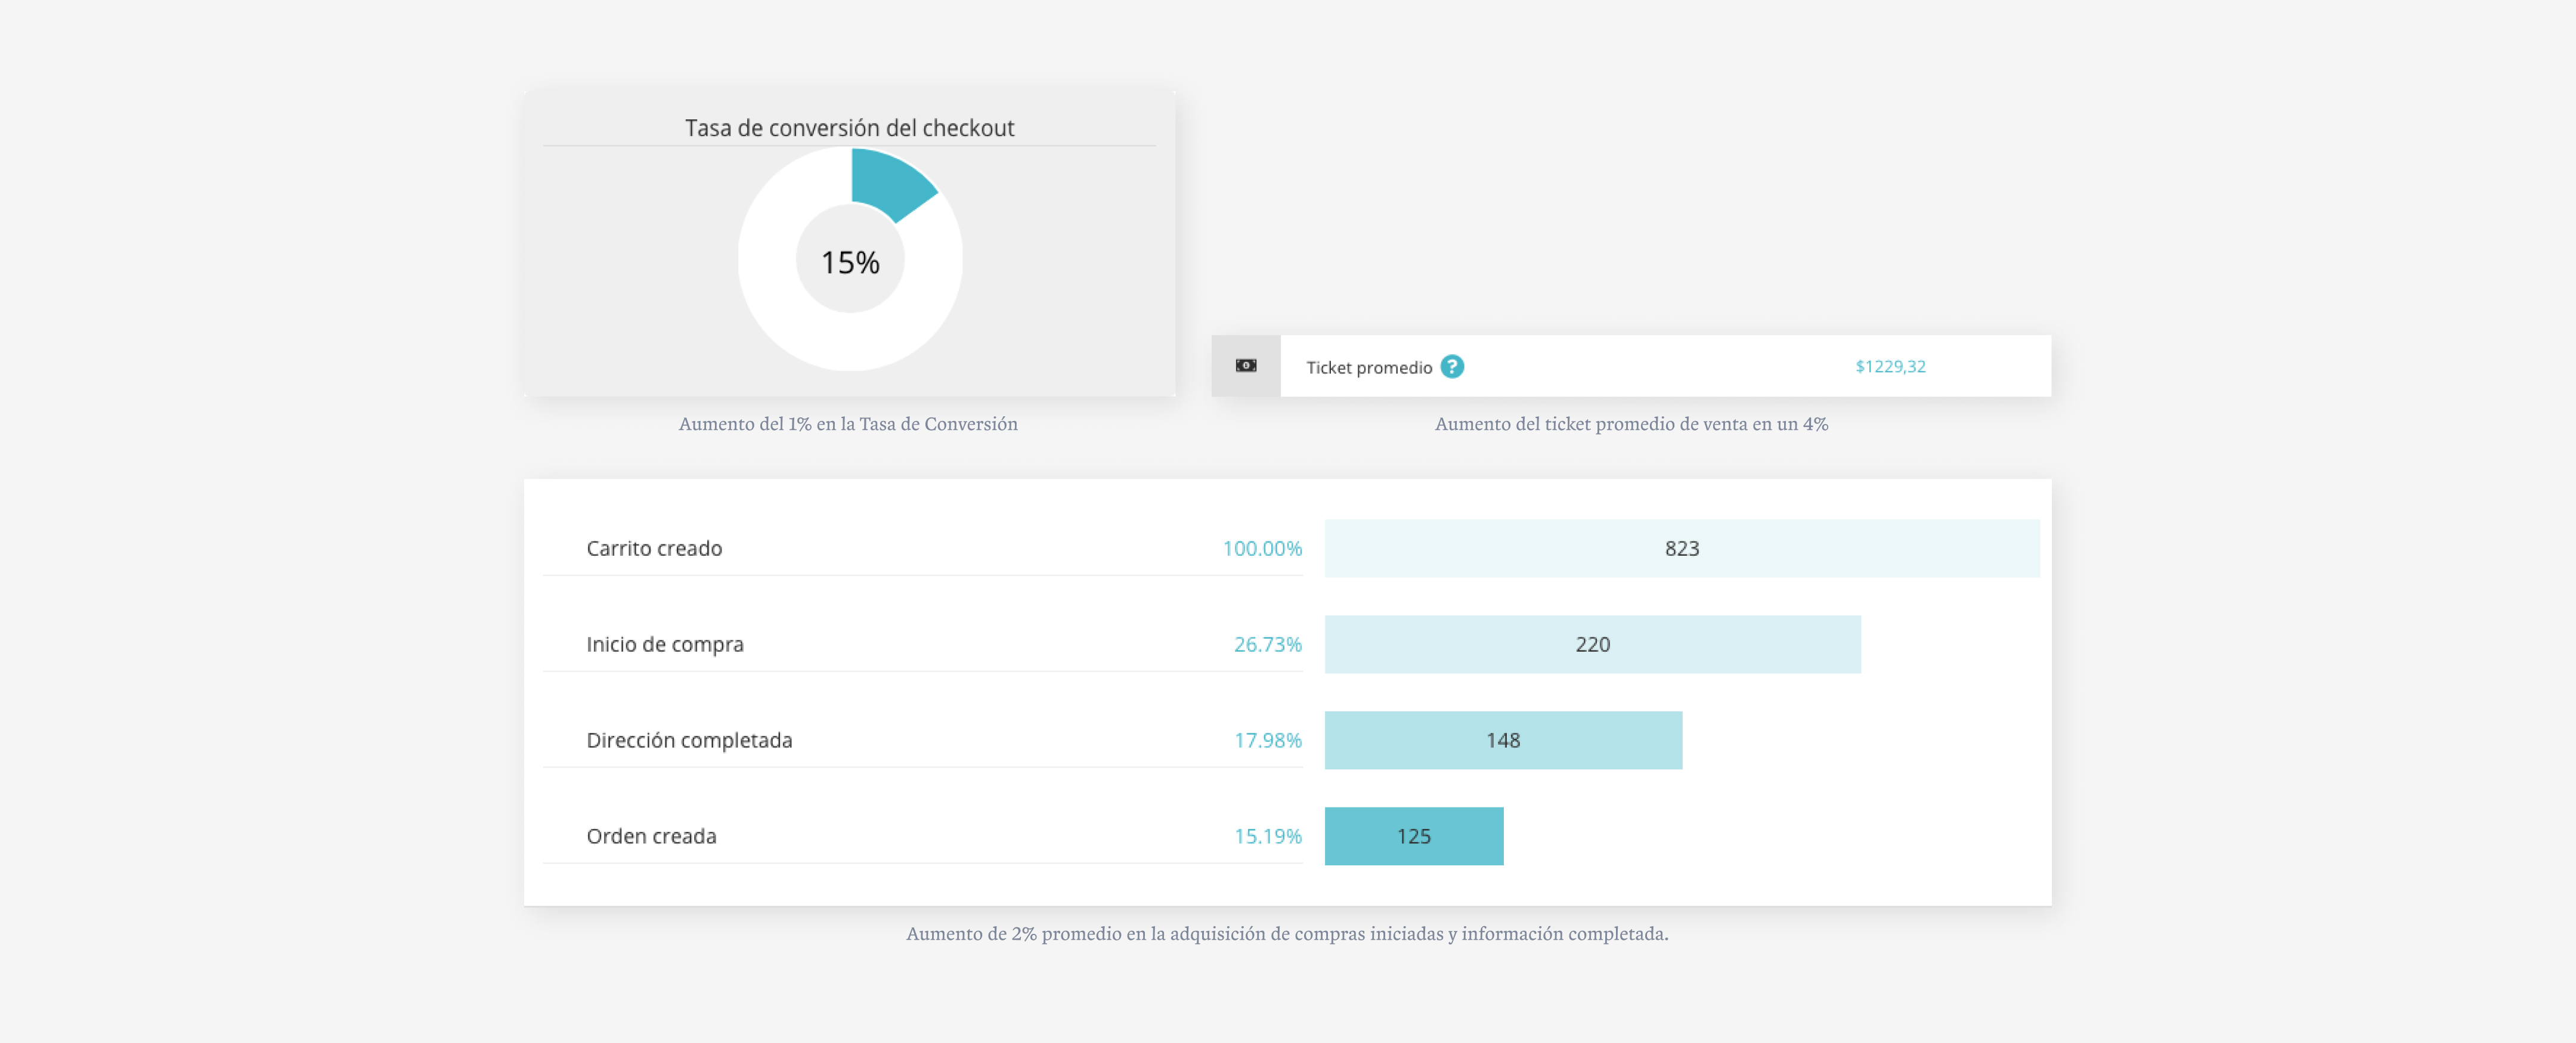 Tasa de conversión del checkout
15%
Aumento del 1% en la Tasa de Conversión
Ticket promedio ? $1229,32
Aumento del ticket promedio de venta en un 4%
Carrito creado 100.00% 823
Inicio de compra 26.73% 220
Dirección completada 17.98% 148
Orden creada 15.19% 125
Aumento de 2% promedio en la adquisición de compras iniciadas y información completada.